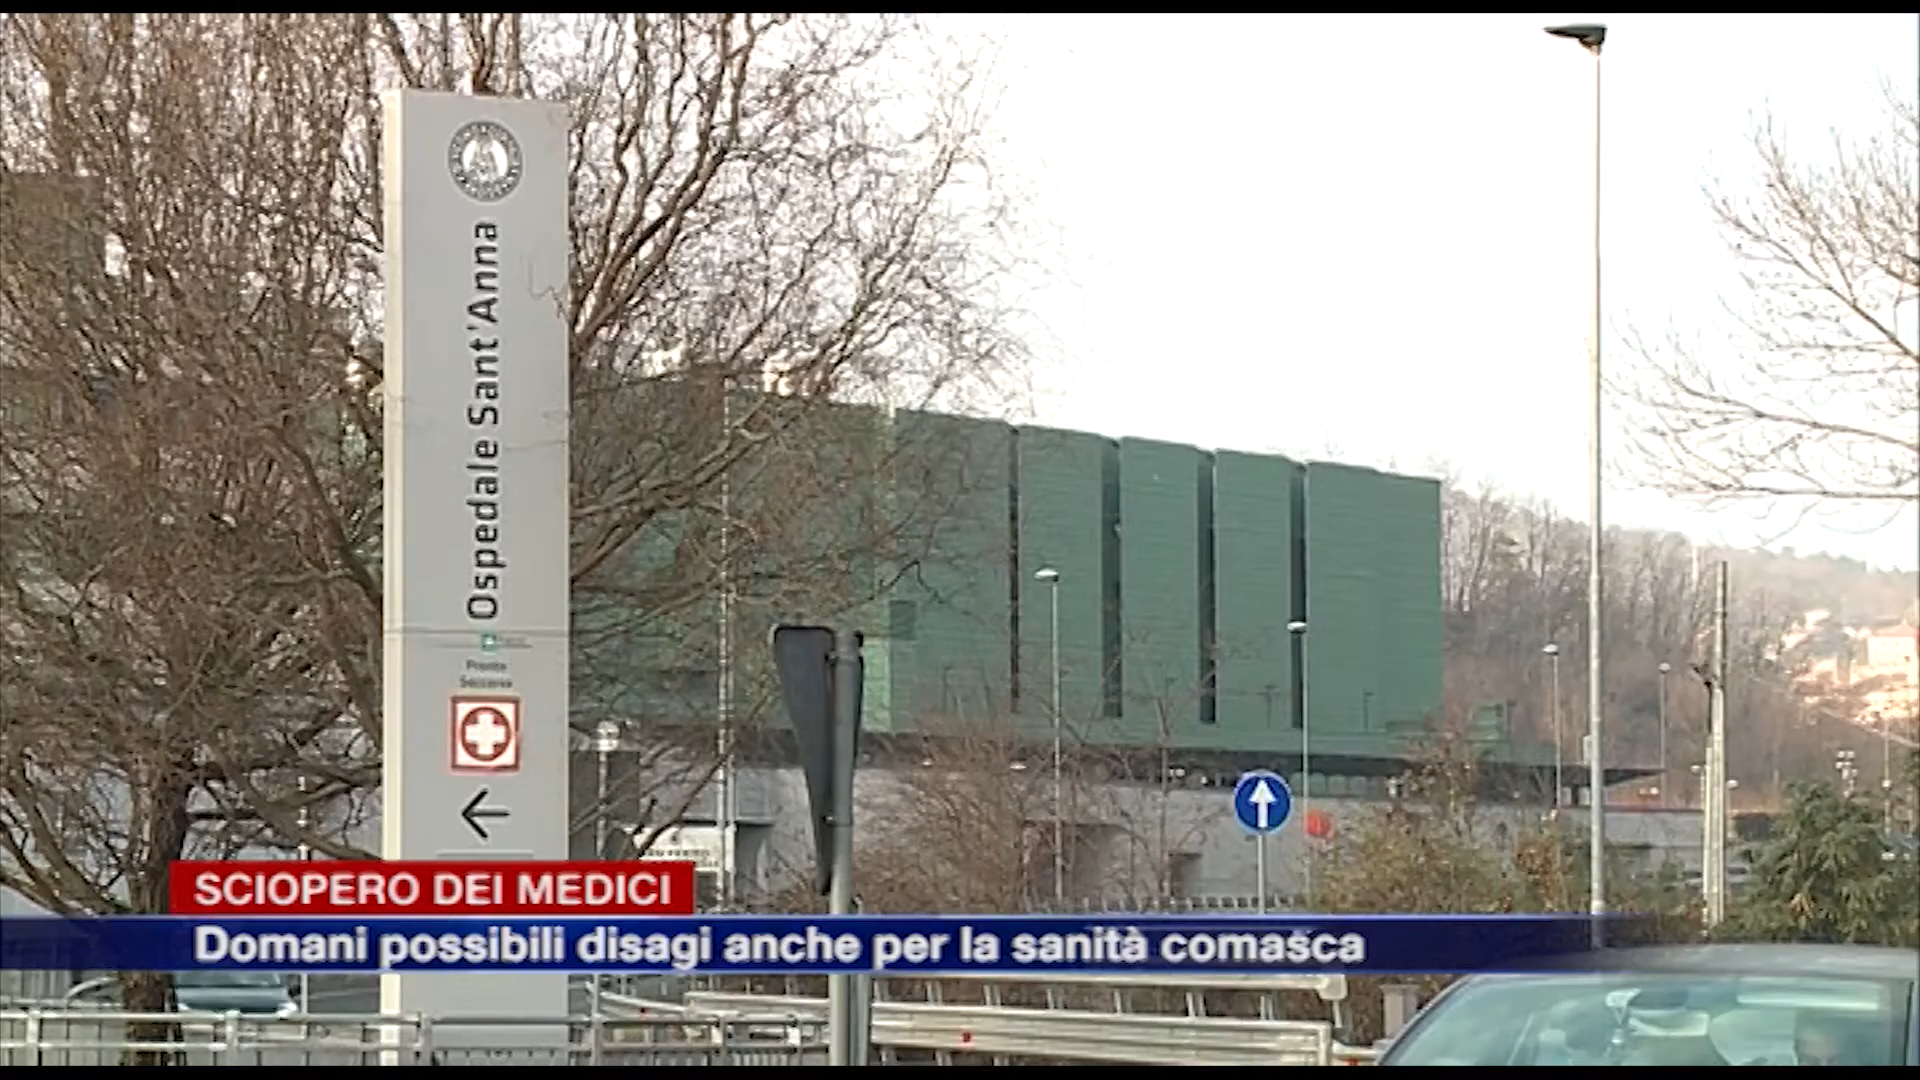 Ospedale Sant'Anna
Pronto
Soccorso
SCIOPERO DEI MEDICI
Domani possibili disagi anche per la sanità comasca